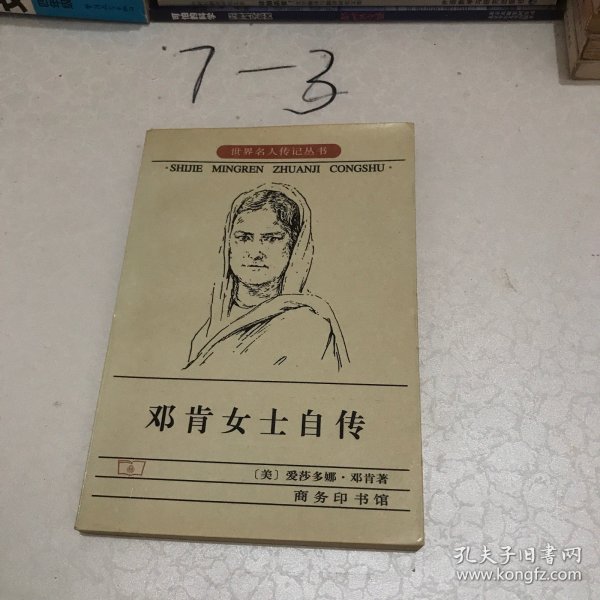 7-3
世界名人传记丛书
·SHIJIE MINGREN ZHUANJI CONGSHU·
邓肯女士自传
〔美〕爱莎多娜·邓肯著
商务印书馆
孔夫子旧书网
www.kongfz.com